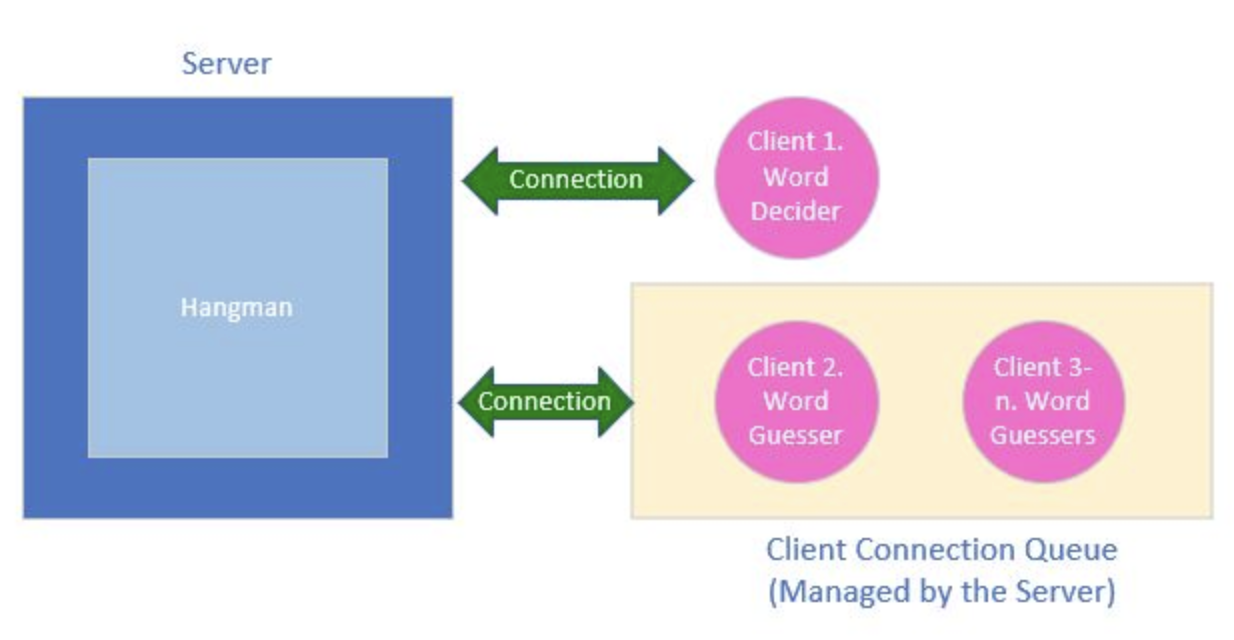 Server
Hangman
Connection
Client 1.
Word
Decider
Connection
Client 2.
Word
Guesser
Client 3-
n. Word
Guessers
Client Connection Queue
(Managed by the Server)